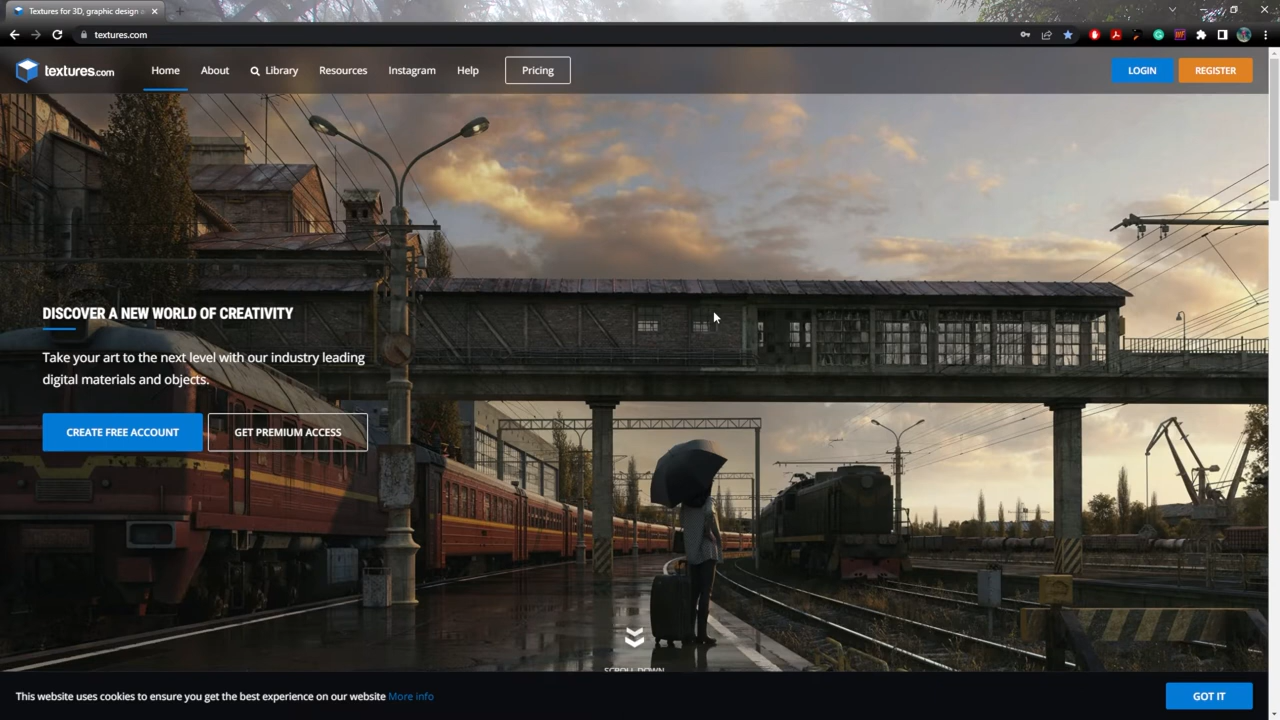 Textures for 3D, graphic design
textures.com
textures.com
Home
About
Library
Resources
Instagram
Help
Pricing
LOGIN
REGISTER
DISCOVER A NEW WORLD OF CREATIVITY
Take your art to the next level with our industry leading
digital materials and objects.
CREATE FREE ACCOUNT
GET PREMIUM ACCESS
SCROLL DOWN
This website uses cookies to ensure you get the best experience on our website More info
GOT IT